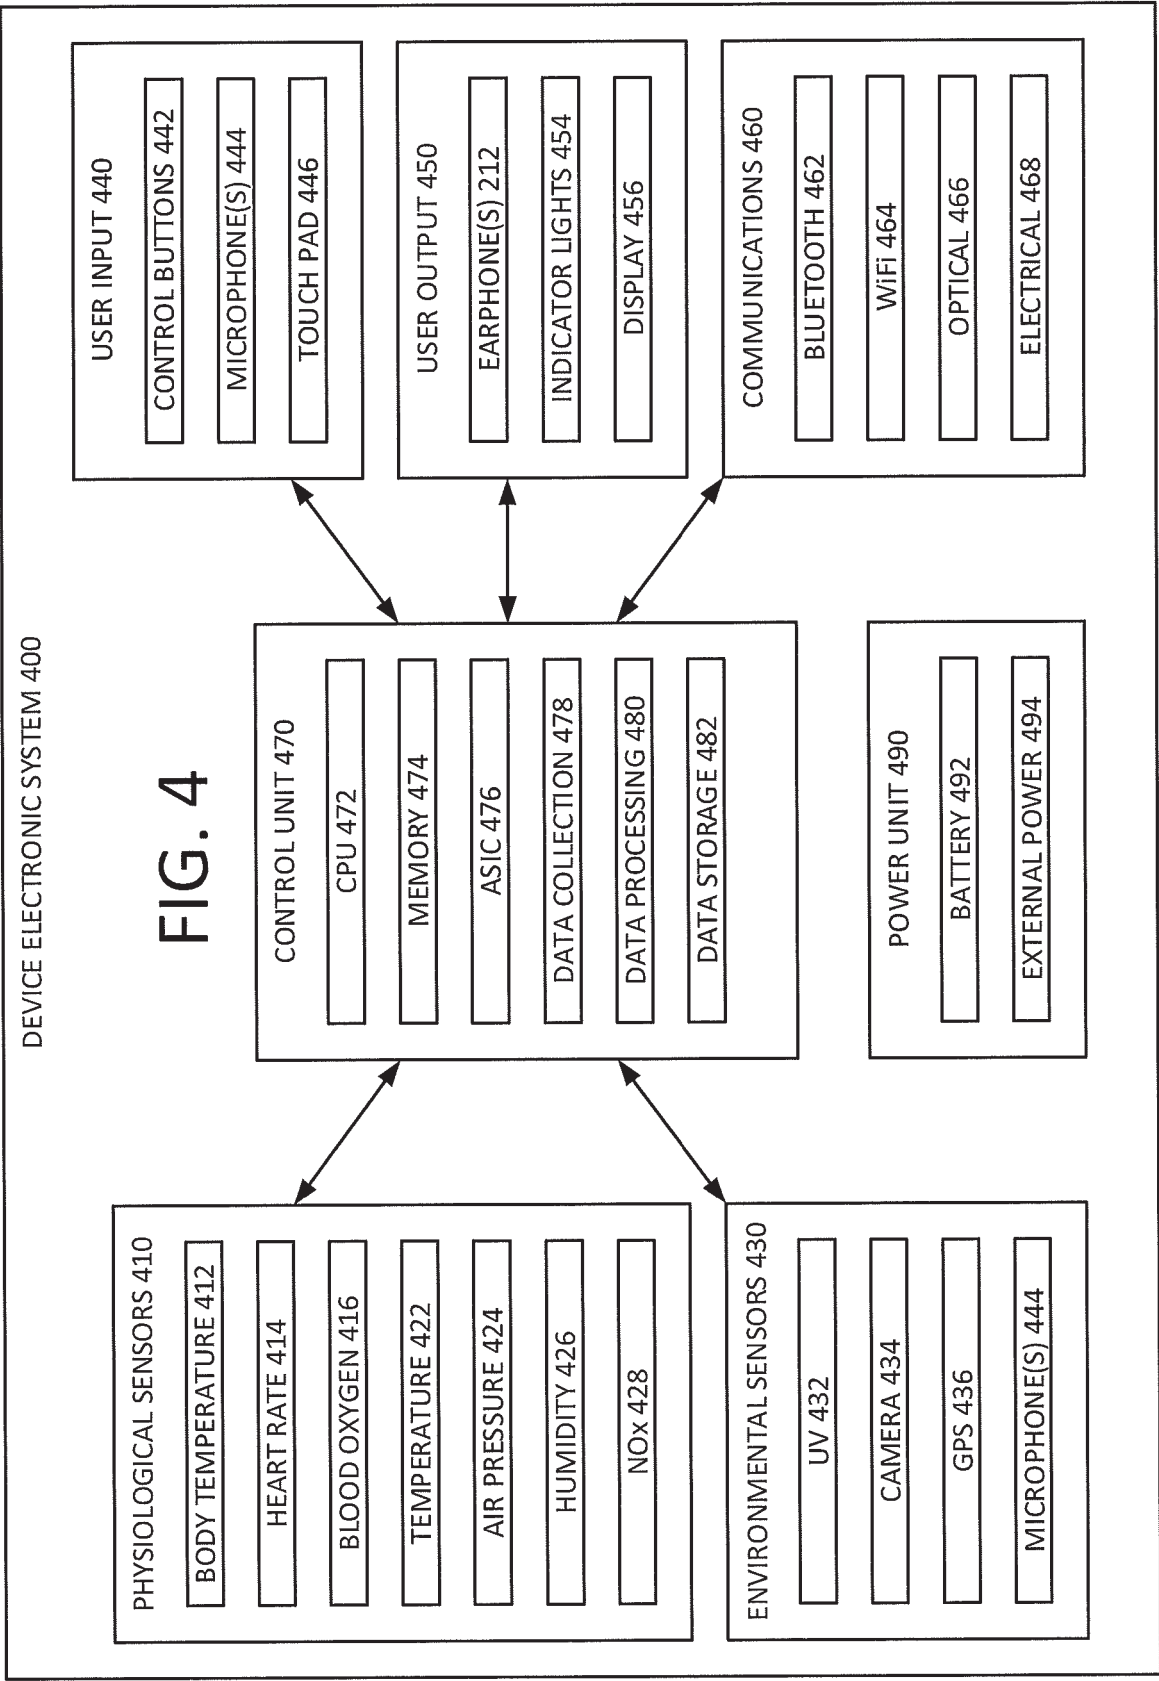 DEVICE ELECTRONIC SYSTEM 400
FIG. 4
PHYSIOLOGICAL SENSORS 410
BODY TEMPERATURE 412
HEART RATE 414
BLOOD OXYGEN 416
TEMPERATURE 422
AIR PRESSURE 424
HUMIDITY 426
NOx 428
ENVIRONMENTAL SENSORS 430
UV 432
CAMERA 434
GPS 436
MICROPHONE(S) 444
CONTROL UNIT 470
CPU 472
MEMORY 474
ASIC 476
DATA COLLECTION 478
DATA PROCESSING 480
DATA STORAGE 482
POWER UNIT 490
BATTERY 492
EXTERNAL POWER 494
USER INPUT 440
CONTROL BUTTONS 442
MICROPHONE(S) 444
TOUCH PAD 446
USER OUTPUT 450
EARPHONE(S) 212
INDICATOR LIGHTS 454
DISPLAY 456
COMMUNICATIONS 460
BLUETOOTH 462
WiFi 464
OPTICAL 466
ELECTRICAL 468